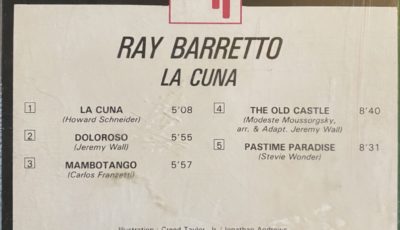 RAY BARRETTO
LA CUNA
1 LA CUNA 5'08
(Howard Schneider)
2 DOLOROSO 5'55
(Jeremy Wall)
3 MAMBOTANGO 5'57
(Carlos Franzetti)
4 THE OLD CASTLE 8'40
(Modeste Moussorgsky,
arr. & Adapt. Jeremy Wall)
5 PASTIME PARADISE 8'31
(Stevie Wonder)